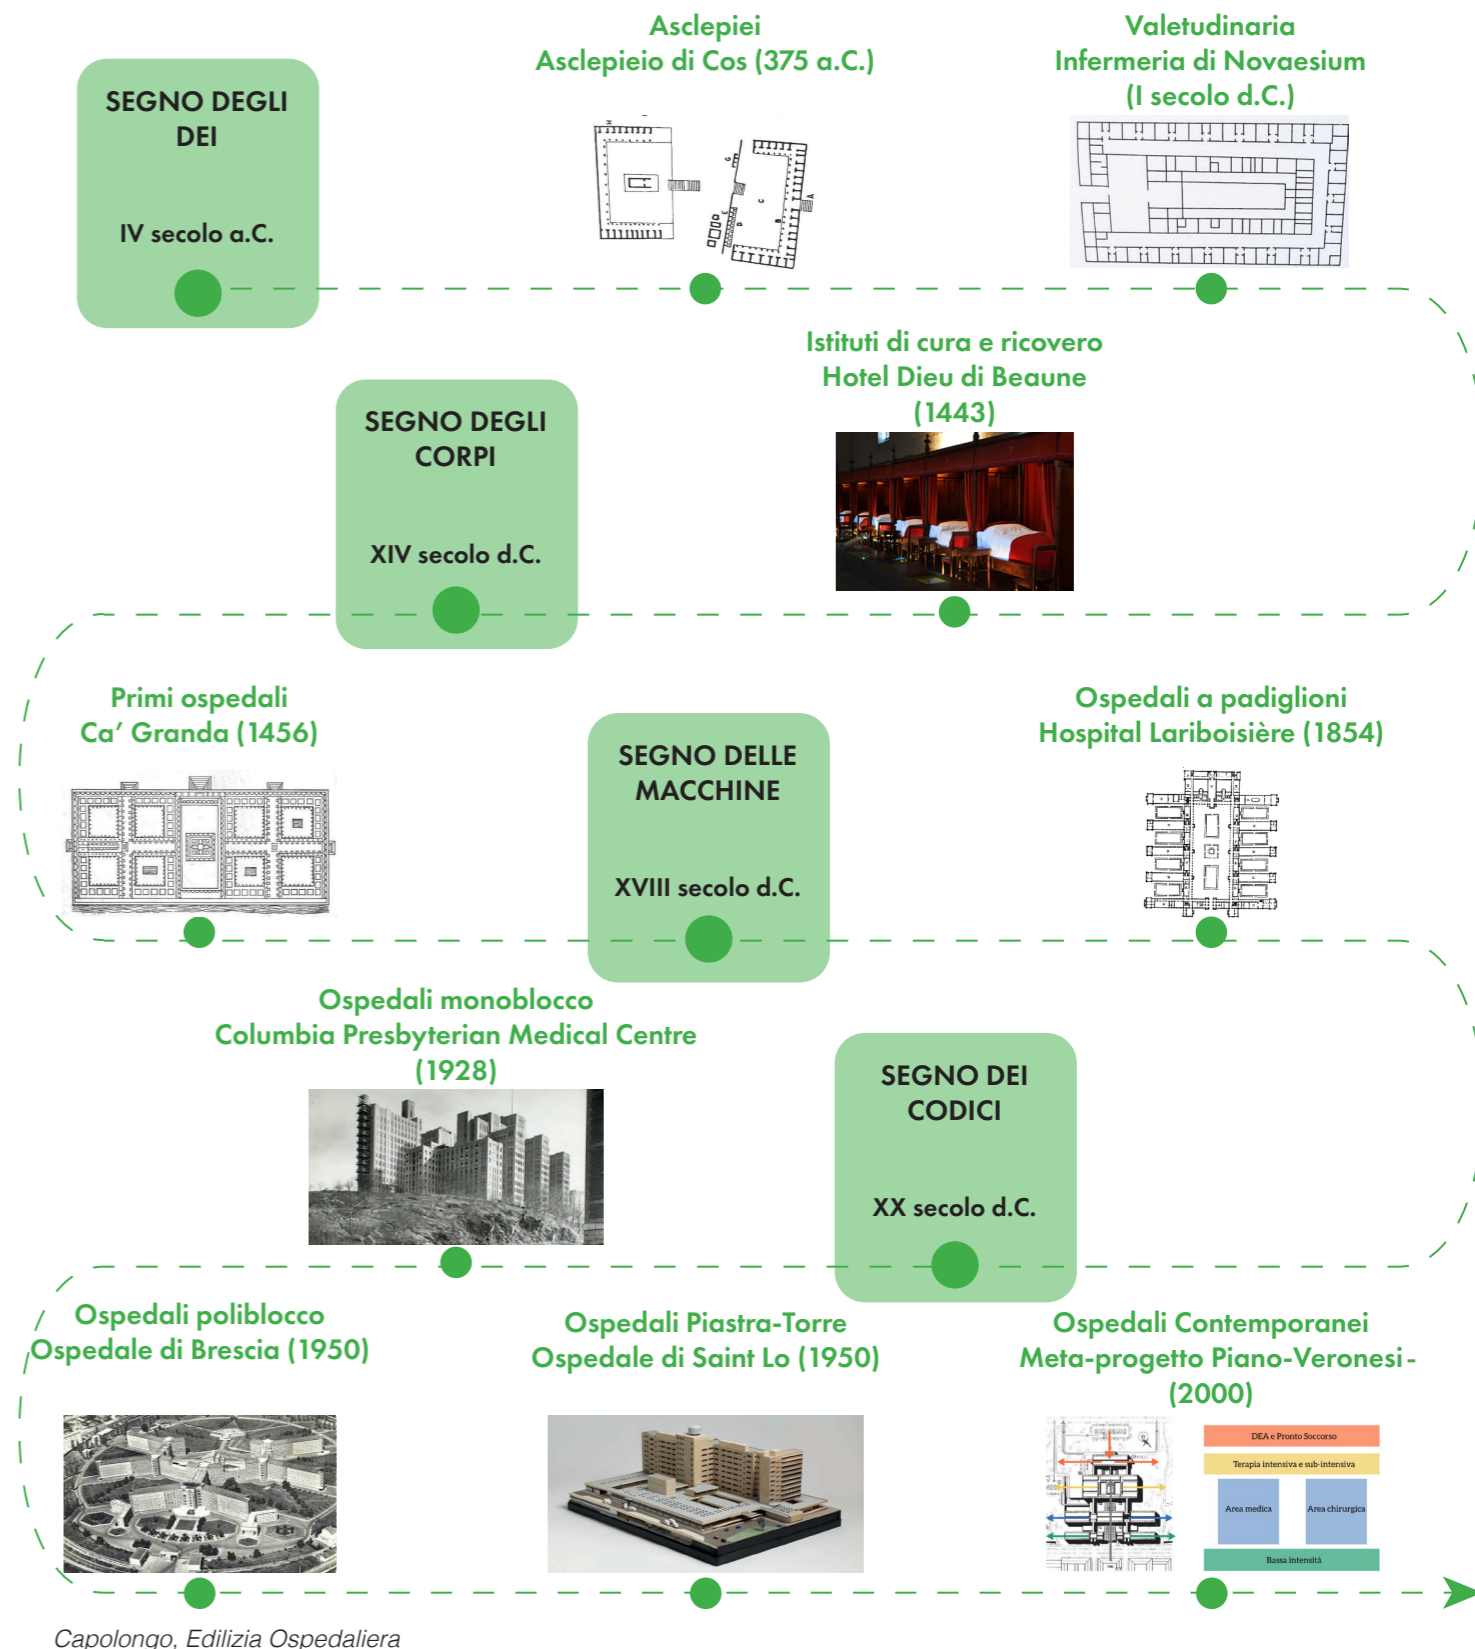 SEGNO DEGLI
DEI
IV secolo a.C.
Asclepiei
Asclepieio di Cos (375 a.C.)
H
G
E
D
C
B
A
Valetudinaria
Infermeria di Novaesium
(I secolo d.C.)
SEGNO DEGLI
CORPI
XIV secolo d.C.
Istituti di cura e ricovero
Hotel Dieu di Beaune
(1443)
Primi ospedali
Ca’ Granda (1456)
SEGNO DELLE
MACCHINE
XVIII secolo d.C.
Ospedali a padiglioni
Hospital Lariboisière (1854)
Ospedali monoblocco
Columbia Presbyterian Medical Centre
(1928)
SEGNO DEI
CODICI
XX secolo d.C.
Ospedali poliblocco
Ospedale di Brescia (1950)
Ospedali Piastra-Torre
Ospedale di Saint Lo (1950)
Ospedali Contemporanei
Meta-progetto Piano-Veronesi -
(2000)
DEA e Pronto Soccorso
Terapia intensiva e sub-intensiva
Area medica
Area chirurgica
Bassa intensità
Capolongo, Edilizia Ospedaliera